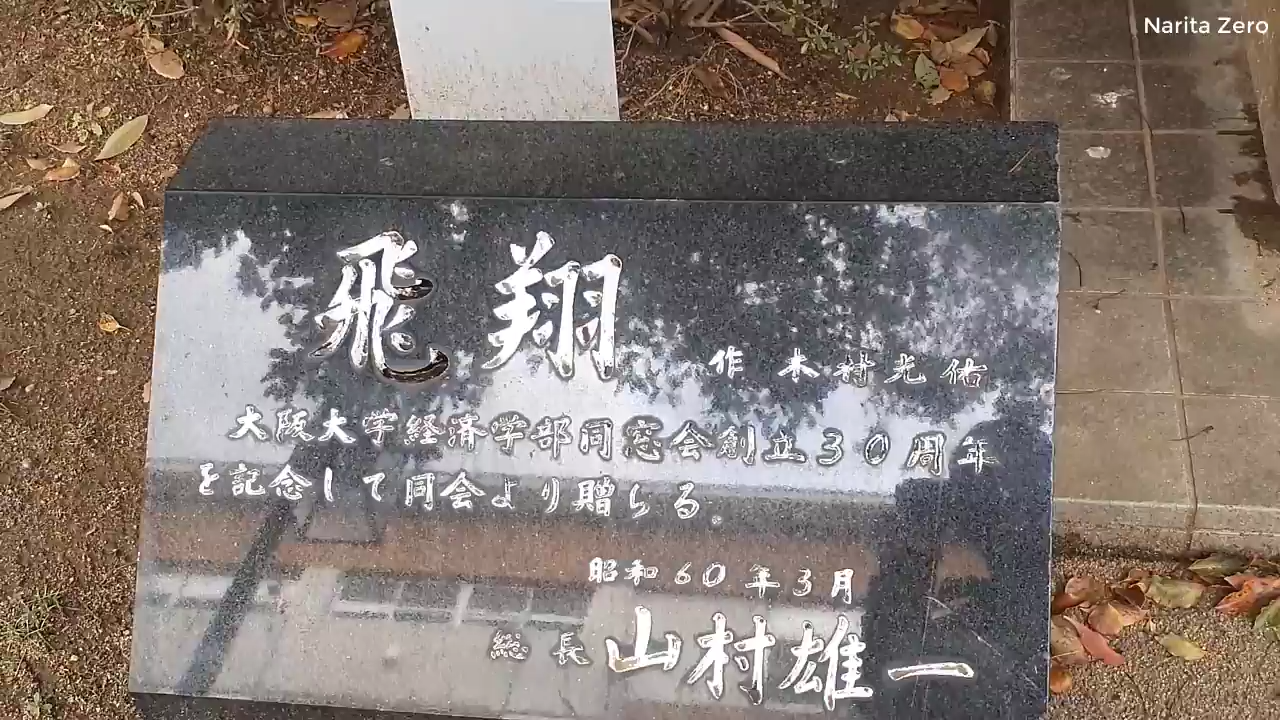 Narita Zero
飛翔
作 木村光佑
大阪大学経済学部同窓会創立30周年
を記念して同会より贈らる。
昭和60年3月
総長 山村雄一